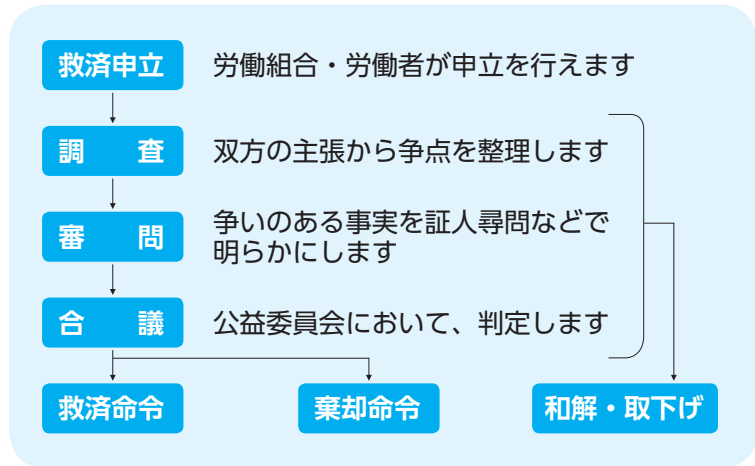 救済申立 労働組合・労働者が申立を行えます
調　査 双方の主張から争点を整理します
審　問 争いのある事実を証人尋問などで
明らかにします
合　議 公益委員会において、判定します
救済命令 棄却命令 和解・取下げ